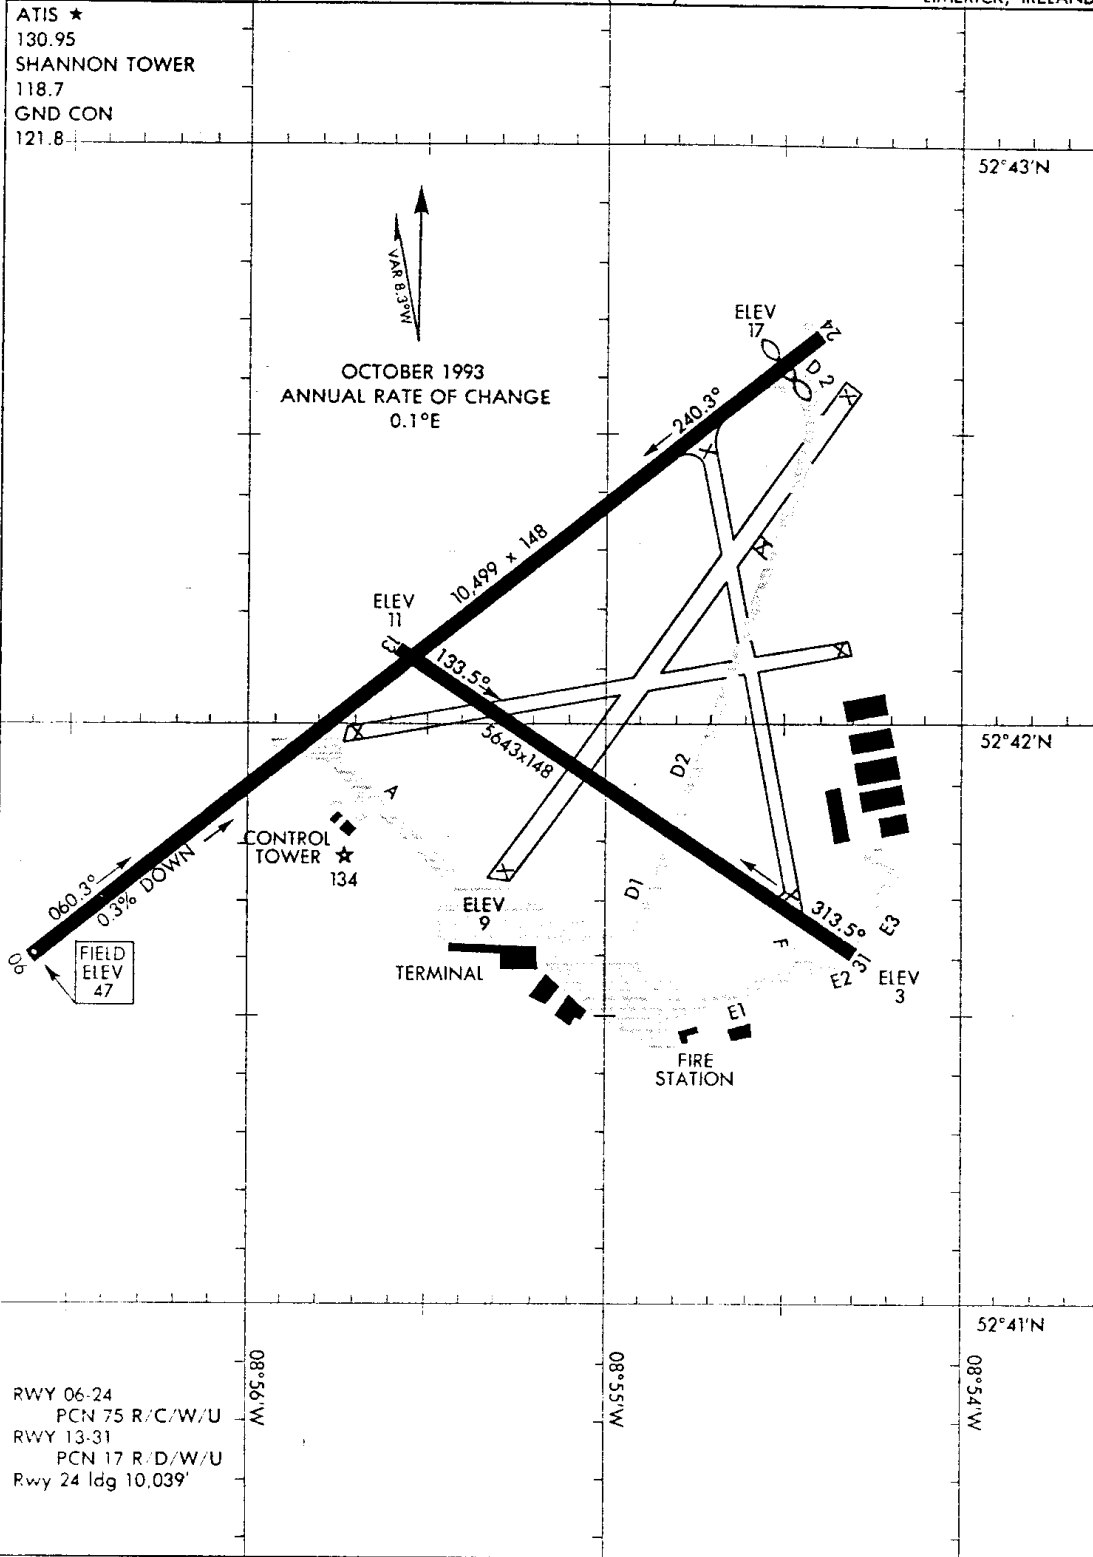 LIMERICK, IRELAND
ATIS ★
130.95
SHANNON TOWER
118.7
GND CON
121.8
52°43'N
VAR 8.3°W
OCTOBER 1993
ANNUAL RATE OF CHANGE
0.1°E
ELEV
17
24
D2
X
240.3°
X
10,499 x 148
X
ELEV
11
13
133.5°
X
X
52°42'N
5643x148
D2
A
CONTROL
TOWER
134
060.3°
0.3% DOWN
X
D1
ELEV
9
313.5°
E3
F
06
FIELD
ELEV
47
TERMINAL
E2
31
ELEV
3
E1
FIRE
STATION
52°41'N
08°56'W
08°55'W
08°54'W
RWY 06-24
PCN 75 R/C/W/U
RWY 13-31
PCN 17 R/D/W/U
Rwy 24 ldg 10,039'